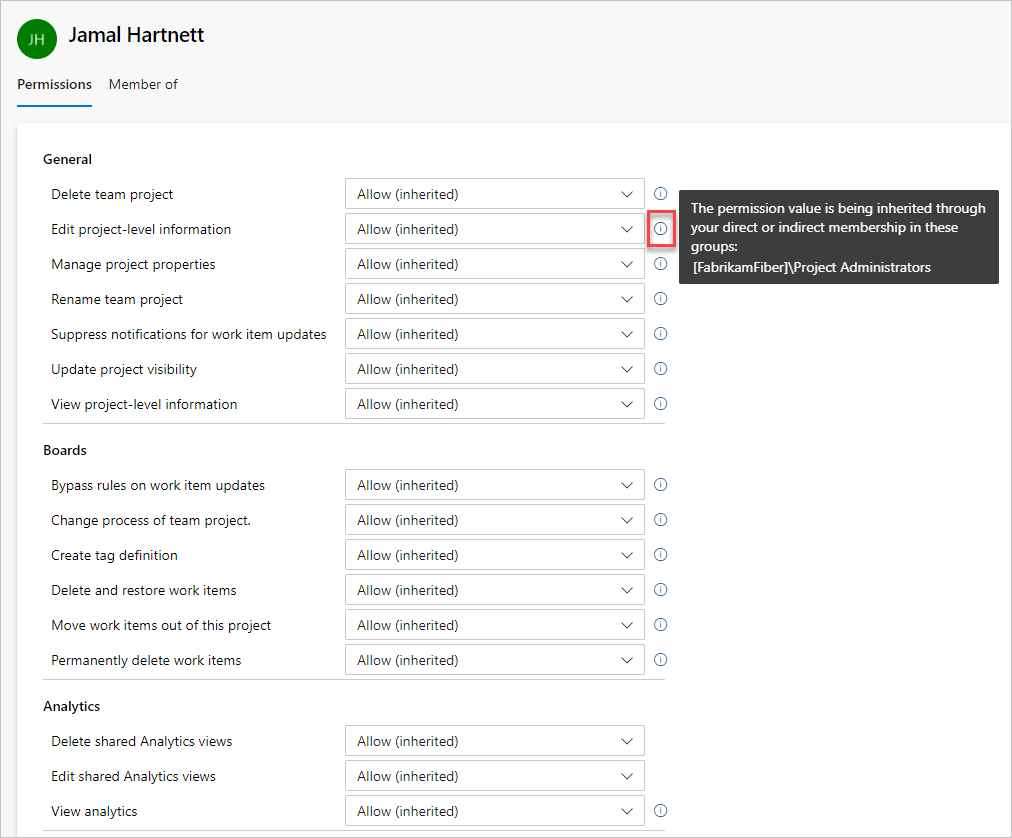 JH
Jamal Hartnett
Permissions Member of
General
Delete team project Allow (inherited)
Edit project-level information Allow (inherited)
The permission value is being inherited through
your direct or indirect membership in these
groups:
[FabrikamFiber]\Project Administrators
Manage project properties Allow (inherited)
Rename team project Allow (inherited)
Suppress notifications for work item updates Allow (inherited)
Update project visibility Allow (inherited)
View project-level information Allow (inherited)
Boards
Bypass rules on work item updates Allow (inherited)
Change process of team project. Allow (inherited)
Create tag definition Allow (inherited)
Delete and restore work items Allow (inherited)
Move work items out of this project Allow (inherited)
Permanently delete work items Allow (inherited)
Analytics
Delete shared Analytics views Allow (inherited)
Edit shared Analytics views Allow (inherited)
View analytics Allow (inherited)